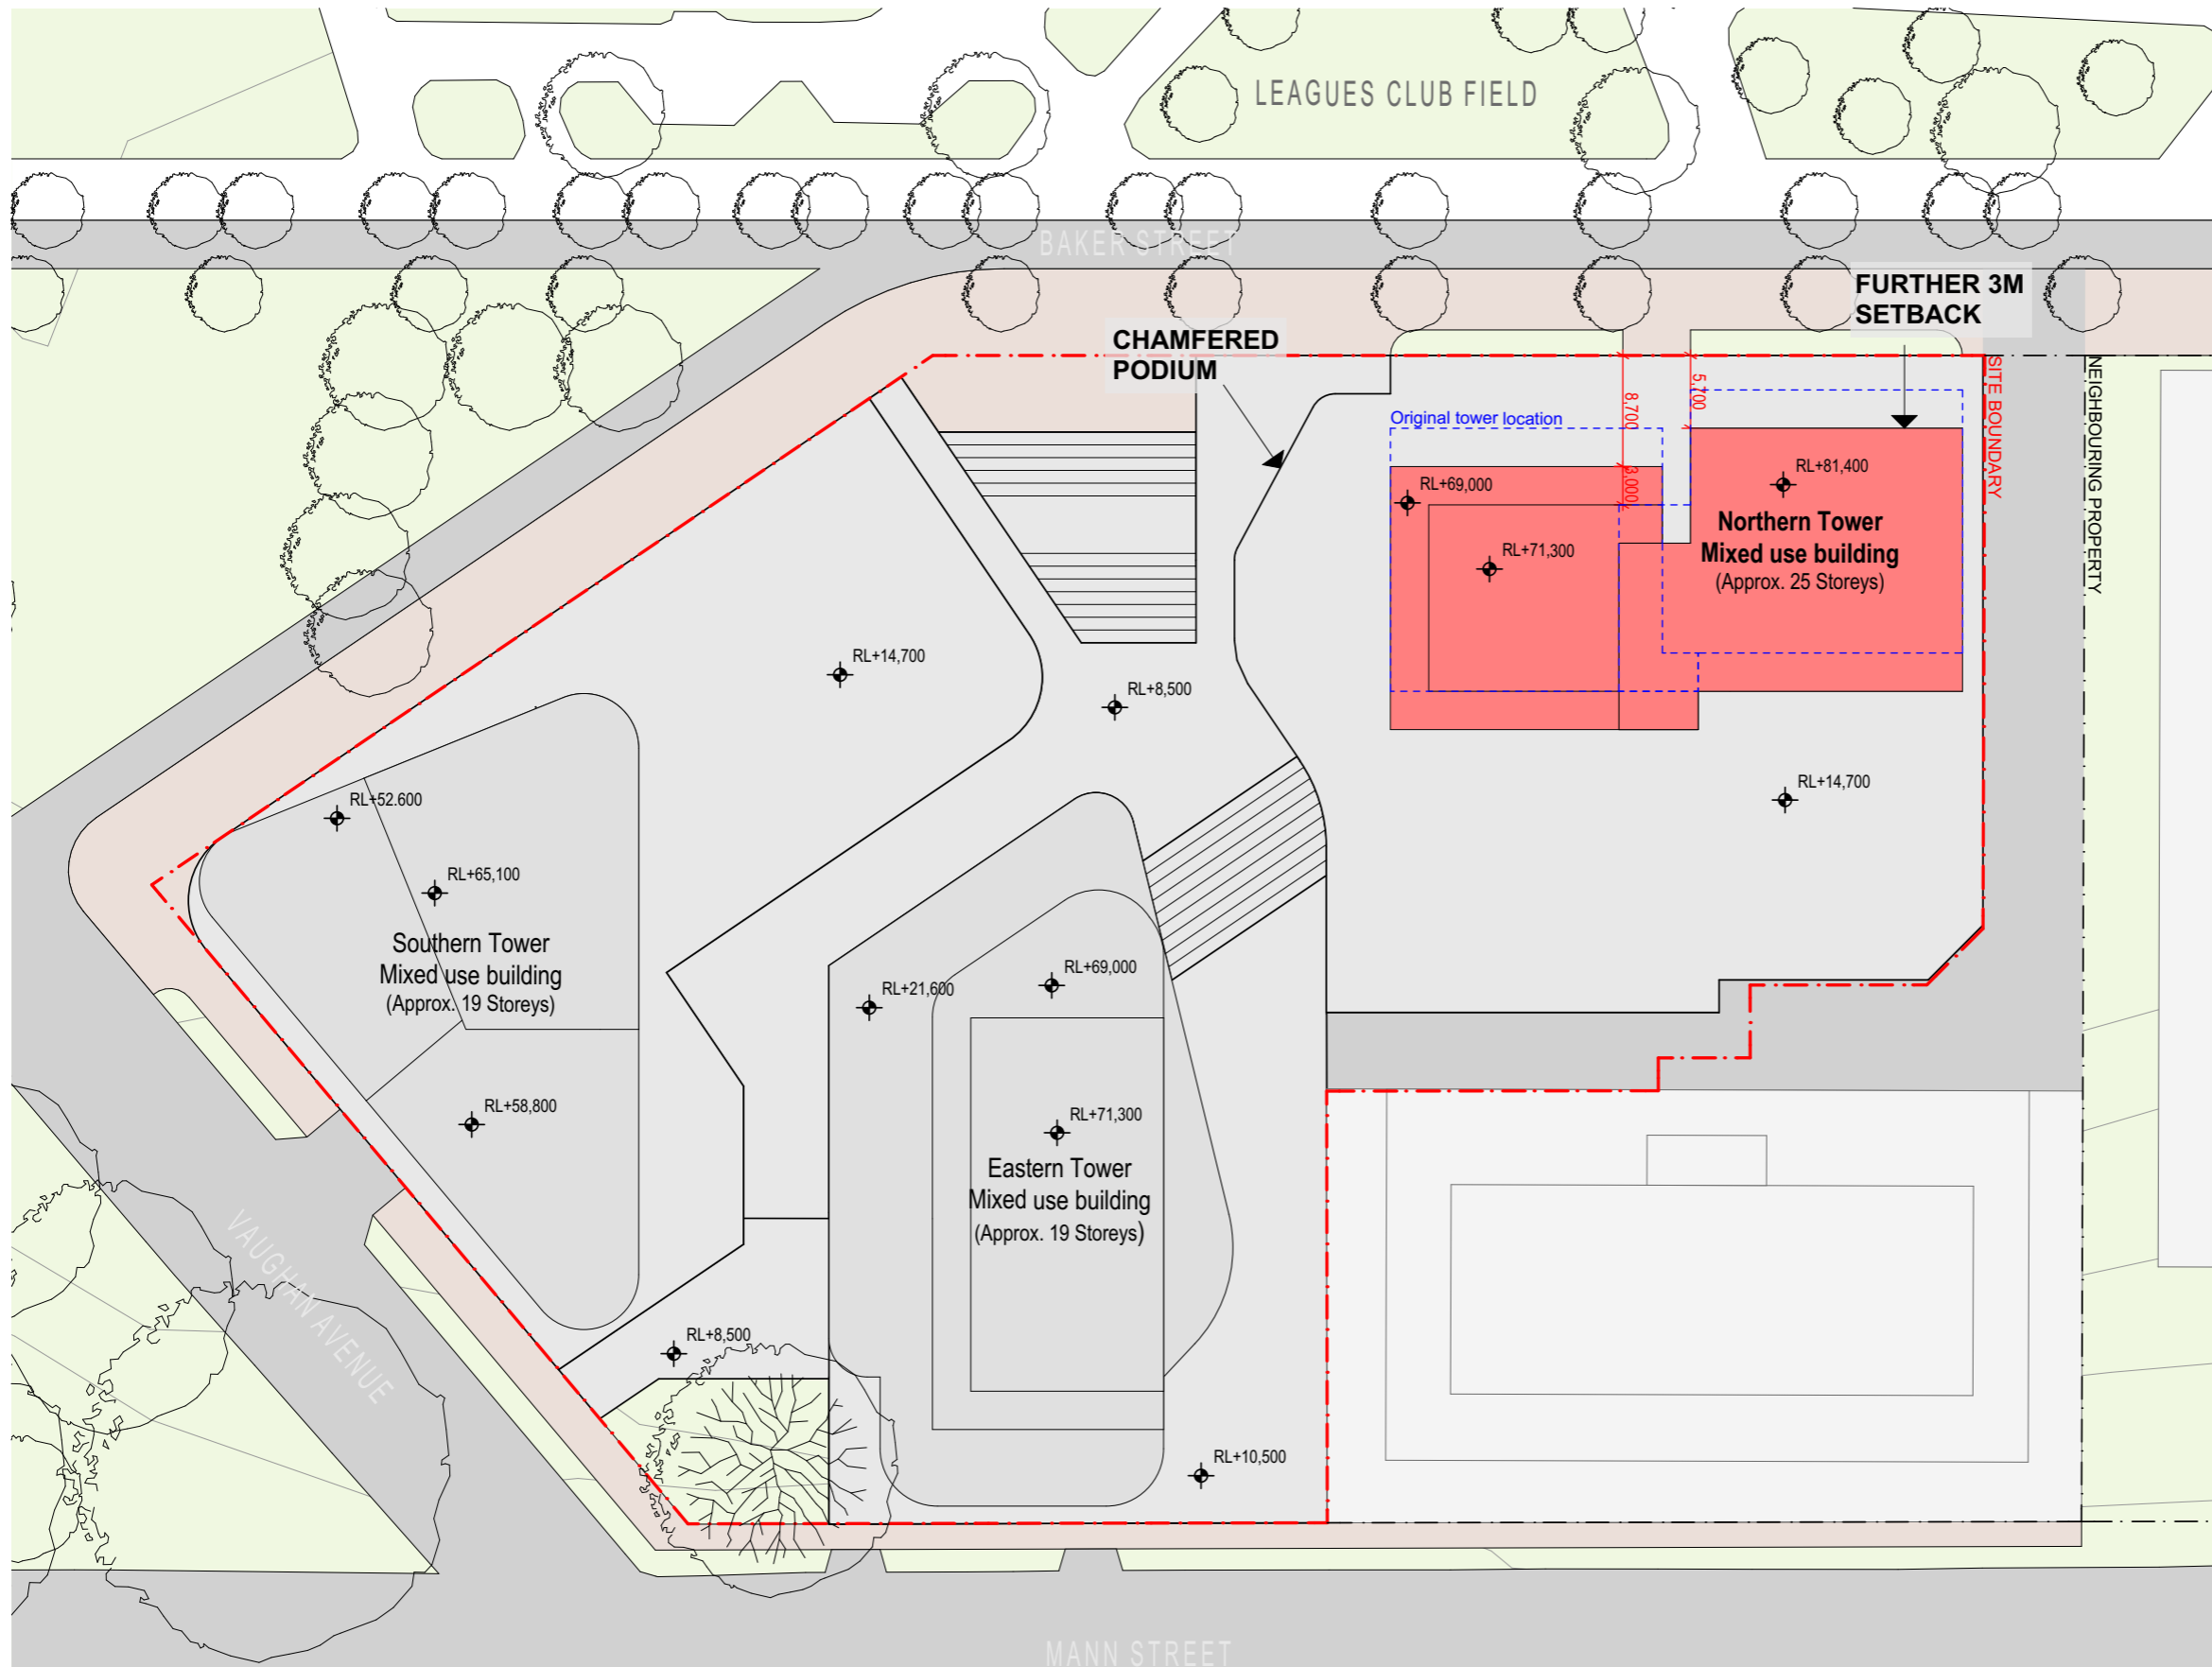 LEAGUES CLUB FIELD
BAKER STREET
FURTHER 3M
SETBACK
CHAMFERED
PODIUM
SITE BOUNDARY
NEIGHBOURING PROPERTY
5,700
8,700
3,000
Original tower location
RL+81,400
RL+69,000
Northern Tower
Mixed use building
(Approx. 25 Storeys)
RL+71,300
RL+14,700
RL+8,500
RL+14,700
RL+52.600
RL+65,100
Southern Tower
Mixed use building
(Approx. 19 Storeys)
RL+58,800
RL+69,000
RL+21,600
RL+71,300
Eastern Tower
Mixed use building
(Approx. 19 Storeys)
VAUGHAN AVENUE
RL+8,500
RL+10,500
MANN STREET